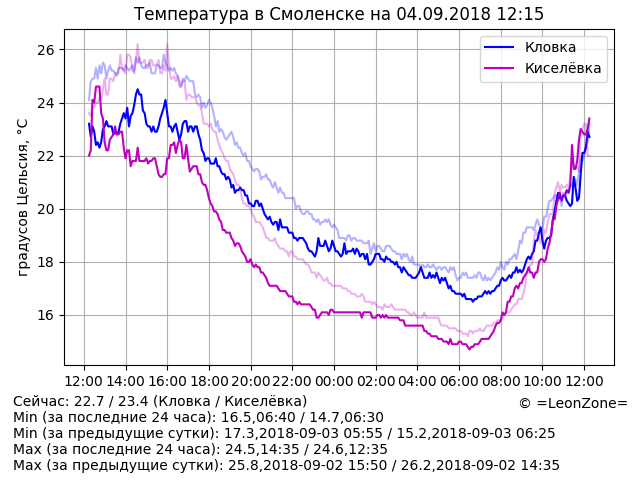 Температура в Смоленске на 04.09.2018 12:15
градусов Цельсия, °C
26
24
22
20
18
16
Кловка
Киселёвка
12:00 14:00 16:00 18:00 20:00 22:00 00:00 02:00 04:00 06:00 08:00 10:00 12:00
Сейчас: 22.7 / 23.4 (Кловка / Киселёвка)
© =LeonZone=
Min (за последние 24 часа): 16.5,06:40 / 14.7,06:30
Min (за предыдущие сутки): 17.3,2018-09-03 05:55 / 15.2,2018-09-03 06:25
Max (за последние 24 часа): 24.5,14:35 / 24.6,12:35
Max (за предыдущие сутки): 25.8,2018-09-02 15:50 / 26.2,2018-09-02 14:35